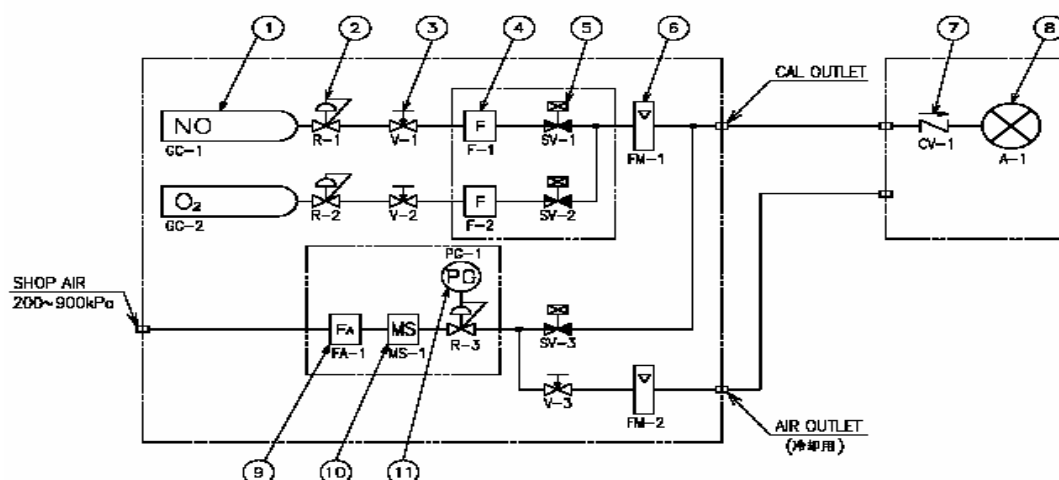 1 2 3 4 5 6 7 8
CAL OUTLET
NO
GC-1
R-1
V-1
F
F-1
SV-1
FM-1
CV-1
A-1
O₂
GC-2
R-2
V-2
F
F-2
SV-2
PG-1
PG
SHOP AIR
200~900kPa
FA
FA-1
MS
MS-1
R-3
SV-3
V-3
FM-2
AIR OUTLET
(冷却用)
9 10 11